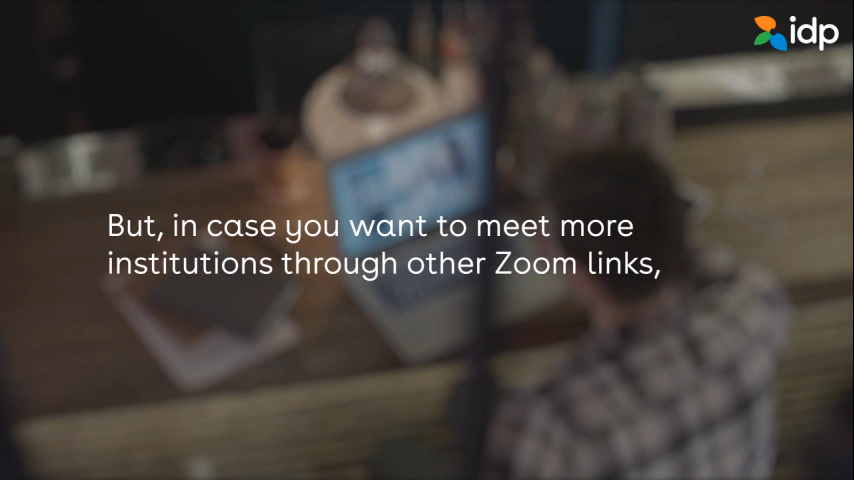 idp
But, in case you want to meet more
institutions through other Zoom links,